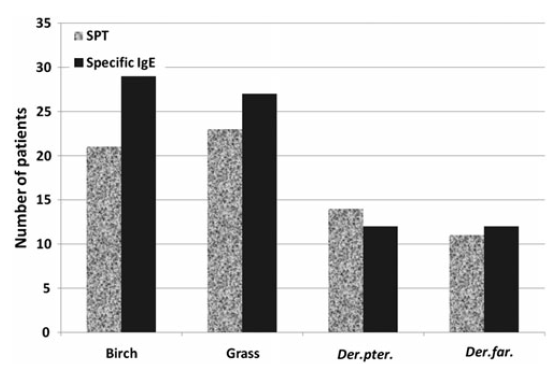 35
SPT
30
Specific IgE
25
20
15
10
5
0
Number of patients
Birch Grass Der.pter. Der.far.